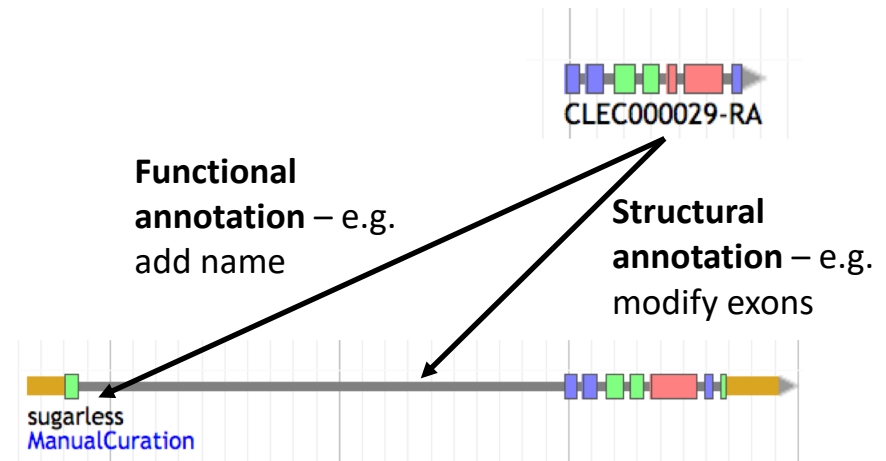 CLEC000029-RA
Functional
annotation – e.g.
add name
Structural
annotation – e.g.
modify exons
sugarless
ManualCuration